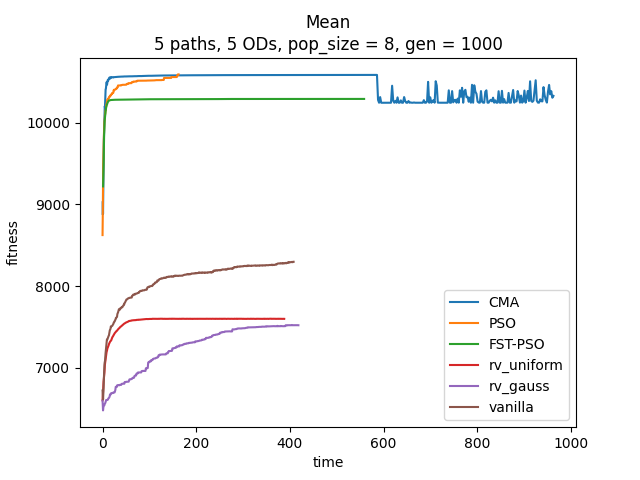 Mean
5 paths, 5 ODs, pop_size = 8, gen = 1000
fitness
10000
9000
8000
7000
0
200
400
600
800
1000
time
CMA
PSO
FST-PSO
rv_uniform
rv_gauss
vanilla